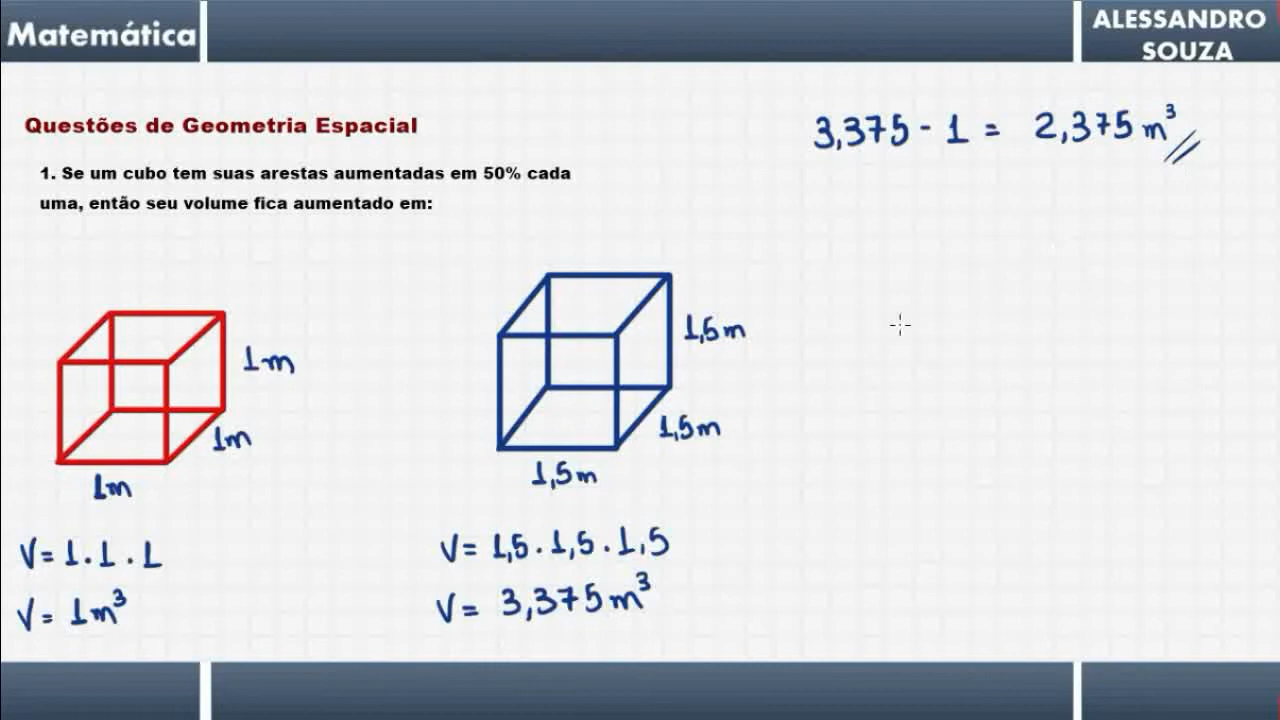 Matemática
ALESSANDRO
SOUZA
Questões de Geometria Espacial
1. Se um cubo tem suas arestas aumentadas em 50% cada
uma, então seu volume fica aumentado em:
3,375 - 1 = 2,375 m³
1m
1m
1m
1,5m
1,5m
1,5m
V= 1.1.1
V= 1m³
V= 1,5.1,5.1,5
V= 3,375m³